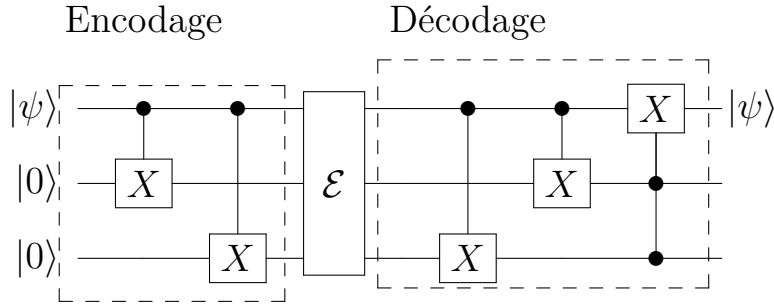 Encodage Décodage
|ψ⟩ X |ψ⟩
|0⟩ X ℰ X
|0⟩ X X